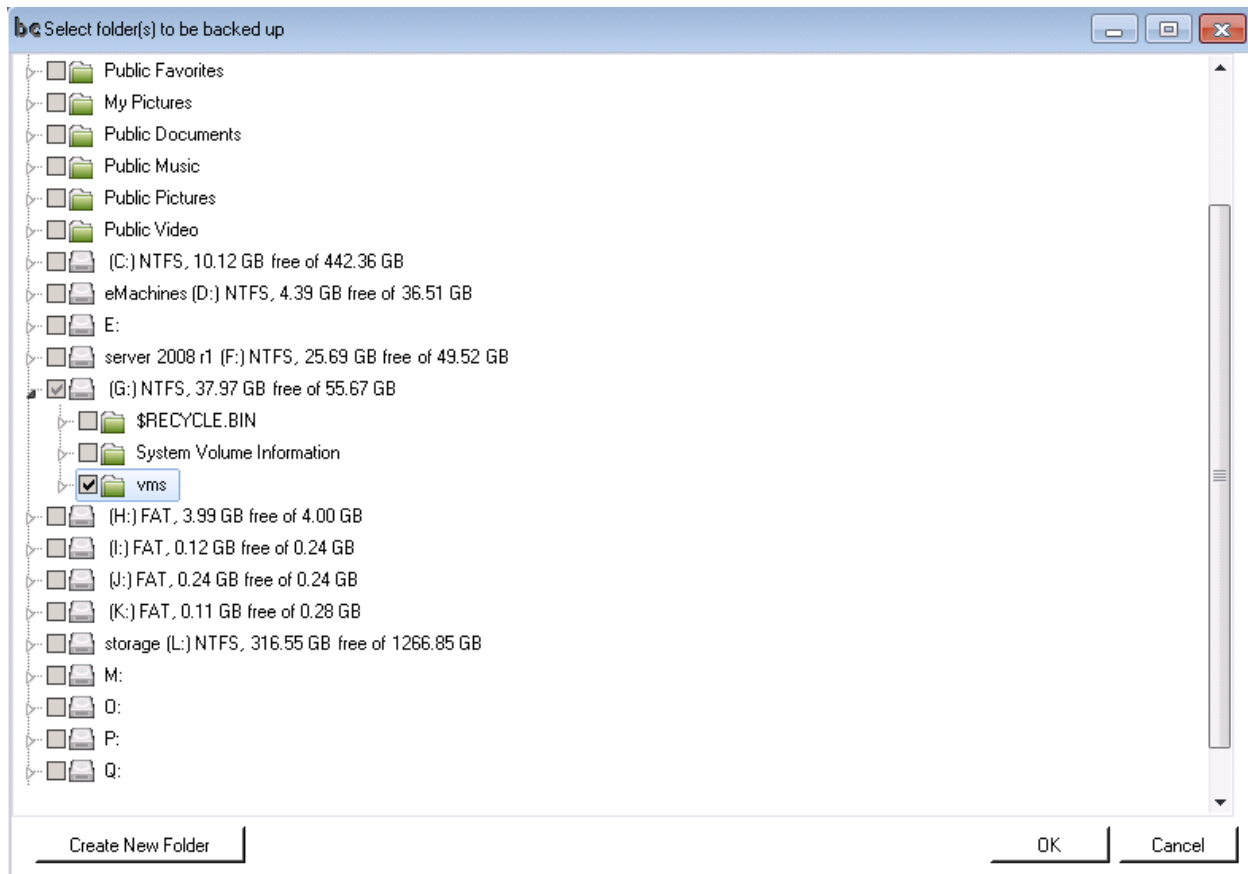 bc Select folder(s) to be backed up
Public Favorites
My Pictures
Public Documents
Public Music
Public Pictures
Public Video
(C:) NTFS, 10.12 GB free of 442.36 GB
eMachines (D:) NTFS, 4.39 GB free of 36.51 GB
E:
server 2008 r1 (F:) NTFS, 25.69 GB free of 49.52 GB
(G:) NTFS, 37.97 GB free of 55.67 GB
$RECYCLE.BIN
System Volume Information
vms
(H:) FAT, 3.99 GB free of 4.00 GB
(I:) FAT, 0.12 GB free of 0.24 GB
(J:) FAT, 0.24 GB free of 0.24 GB
(K:) FAT, 0.11 GB free of 0.28 GB
storage (L:) NTFS, 316.55 GB free of 1266.85 GB
M:
O:
P:
Q:
Create New Folder OK Cancel